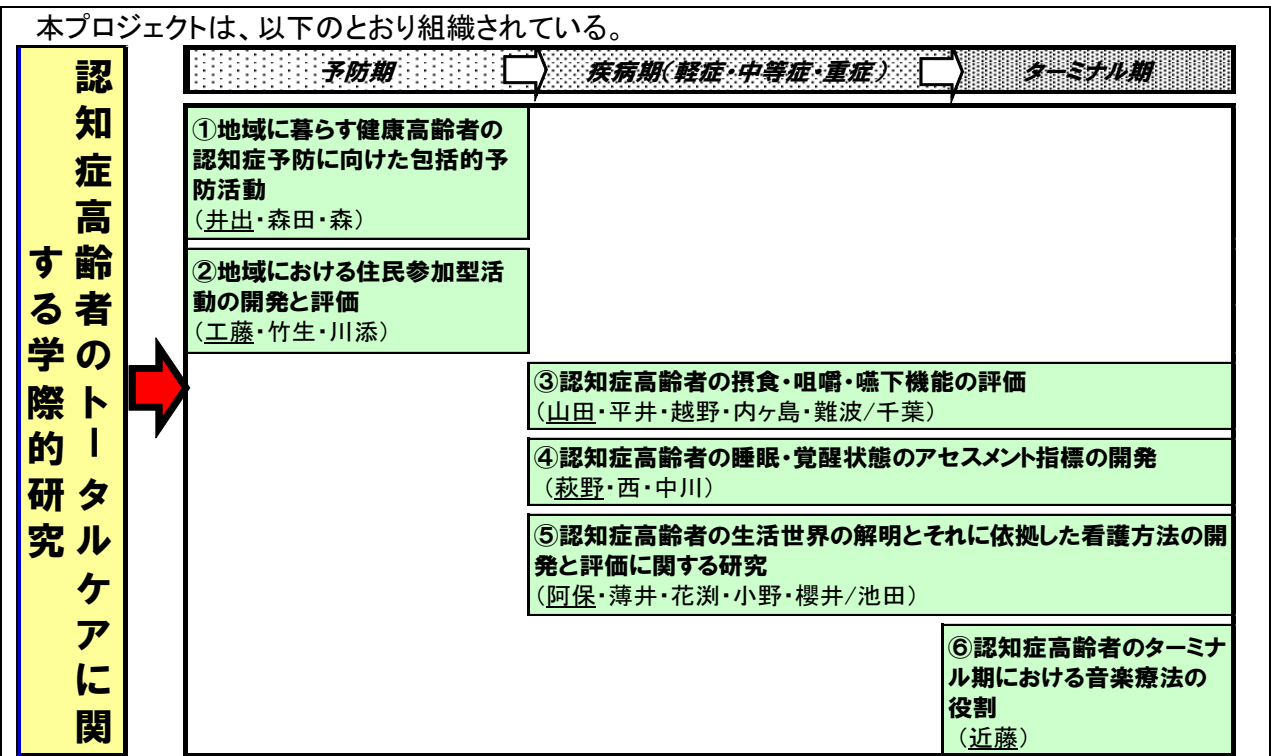 本プロジェクトは、以下のとおり組織されている。
認知症高齢者のトータルケアに関
する学際的研究
予防期
疾病期(軽症・中等症・重症)
ターミナル期
①地域に暮らす健康高齢者の
認知症予防に向けた包括的予
防活動
(井出・森田・森)
②地域における住民参加型活
動の開発と評価
(工藤・竹生・川添)
③認知症高齢者の摂食・咀嚼・嚥下機能の評価
(山田・平井・越野・内ヶ島・難波/千葉)
④認知症高齢者の睡眠・覚醒状態のアセスメント指標の開発
(萩野・西・中川)
⑤認知症高齢者の生活世界の解明とそれに依拠した看護方法の開
発と評価に関する研究
(阿保・薄井・花渕・小野・櫻井/池田)
⑥認知症高齢者のターミナ
ル期における音楽療法の
役割
(近藤)